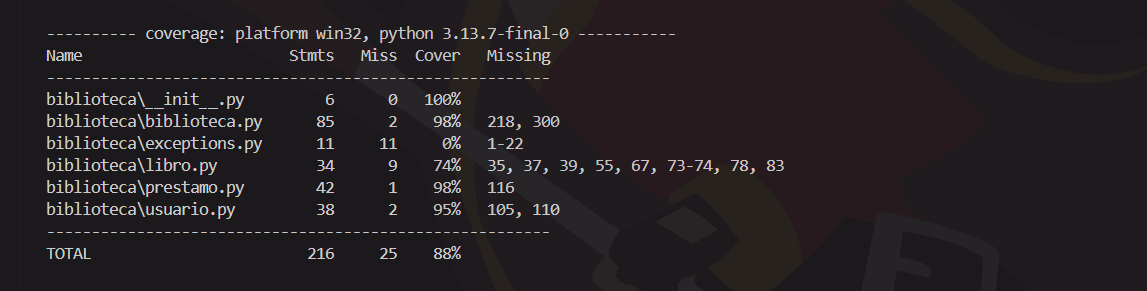 ---------- coverage: platform win32, python 3.13.7-final-0 -----------
Name                         Stmts   Miss  Cover   Missing
----------------------------------------------------------
biblioteca\__init__.py           6      0   100%
biblioteca\biblioteca.py        85      2    98%   218, 300
biblioteca\exceptions.py        11     11     0%   1-22
biblioteca\libro.py             34      9    74%   35, 37, 39, 55, 67, 73-74, 78, 83
biblioteca\prestamo.py          42      1    98%   116
biblioteca\usuario.py           38      2    95%   105, 110
----------------------------------------------------------
TOTAL                          216     25    88%